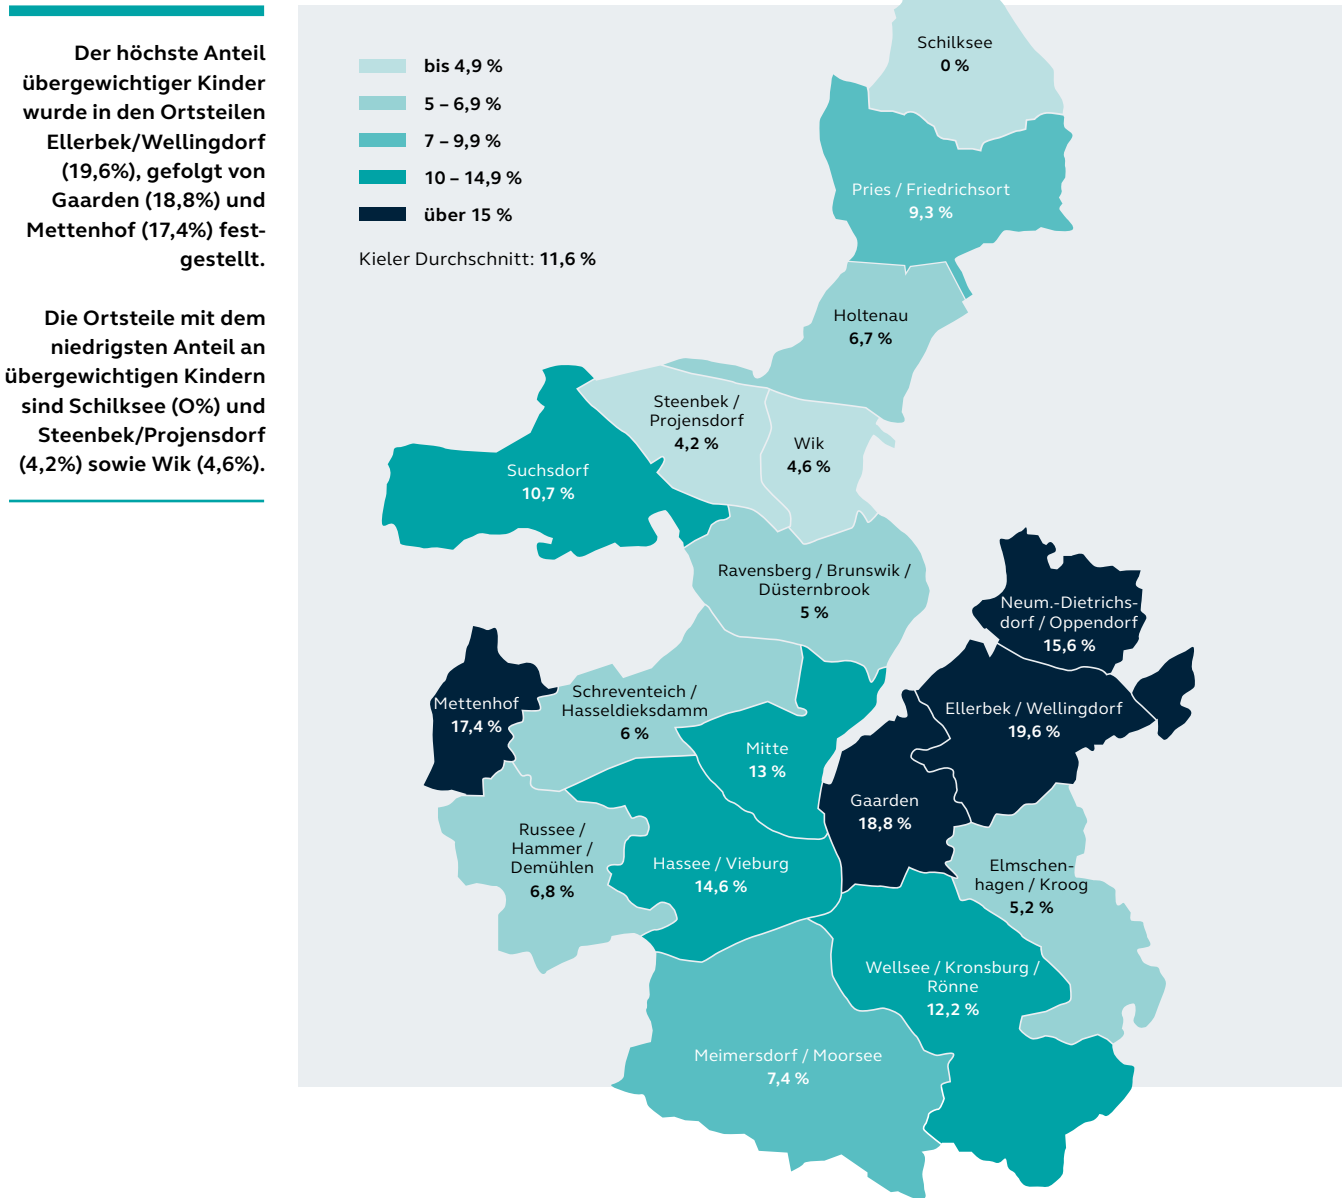 Der höchste Anteil
übergewichtiger Kinder
wurde in den Ortsteilen
Ellerbek/Wellingdorf
(19,6%), gefolgt von
Gaarden (18,8%) und
Mettenhof (17,4%) fest-
gestellt.
Die Ortsteile mit dem
niedrigsten Anteil an
übergewichtigen Kindern
sind Schilksee (O%) und
Steenbek/Projensdorf
(4,2%) sowie Wik (4,6%).
bis 4,9 %
5 – 6,9 %
7 – 9,9 %
10 – 14,9 %
über 15 %
Kieler Durchschnitt: 11,6 %
Schilksee
0 %
Pries / Friedrichsort
9,3 %
Holtenau
6,7 %
Steenbek /
Projensdorf
4,2 %
Wik
4,6 %
Suchsdorf
10,7 %
Ravensberg / Brunswik /
Düsternbrook
5 %
Neum.-Dietrichs-
dorf / Oppendorf
15,6 %
Mettenhof
17,4 %
Schreventeich /
Hasseldieksdamm
6 %
Ellerbek / Wellingdorf
19,6 %
Mitte
13 %
Gaarden
18,8 %
Russee /
Hammer /
Demühlen
6,8 %
Hassee / Vieburg
14,6 %
Elmschen-
hagen / Kroog
5,2 %
Wellsee / Kronsburg /
Rönne
12,2 %
Meimersdorf / Moorsee
7,4 %